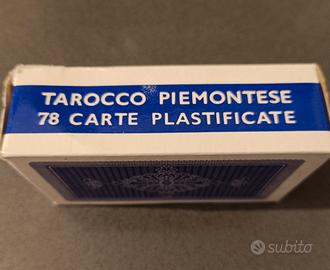 TAROCCO PIEMONTESE
78 CARTE PLASTIFICATE
subito